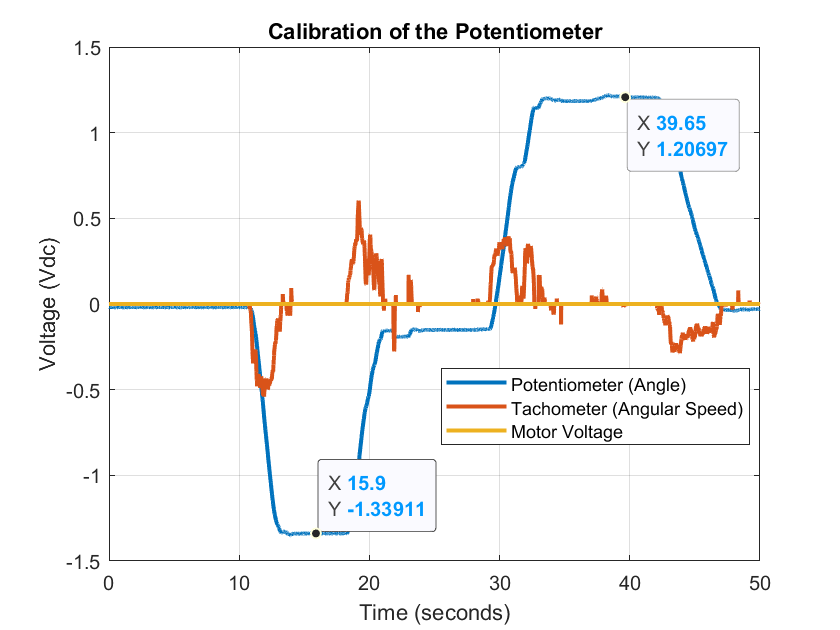 Calibration of the Potentiometer
1.5
1
0.5
0
-0.5
-1
-1.5
Voltage (Vdc)
X 39.65
Y 1.20697
Potentiometer (Angle)
Tachometer (Angular Speed)
Motor Voltage
X 15.9
Y -1.33911
0 10 20 30 40 50
Time (seconds)